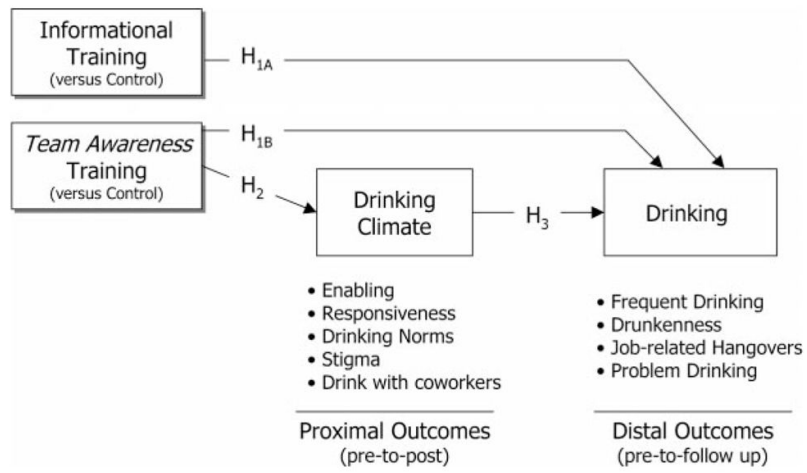 Informational
Training
(versus Control)
H1A
Team Awareness
Training
(versus Control)
H1B
H2
Drinking
Climate
H3
Drinking
• Enabling
• Responsiveness
• Drinking Norms
• Stigma
• Drink with coworkers
• Frequent Drinking
• Drunkenness
• Job-related Hangovers
• Problem Drinking
Proximal Outcomes
(pre-to-post)
Distal Outcomes
(pre-to-follow up)